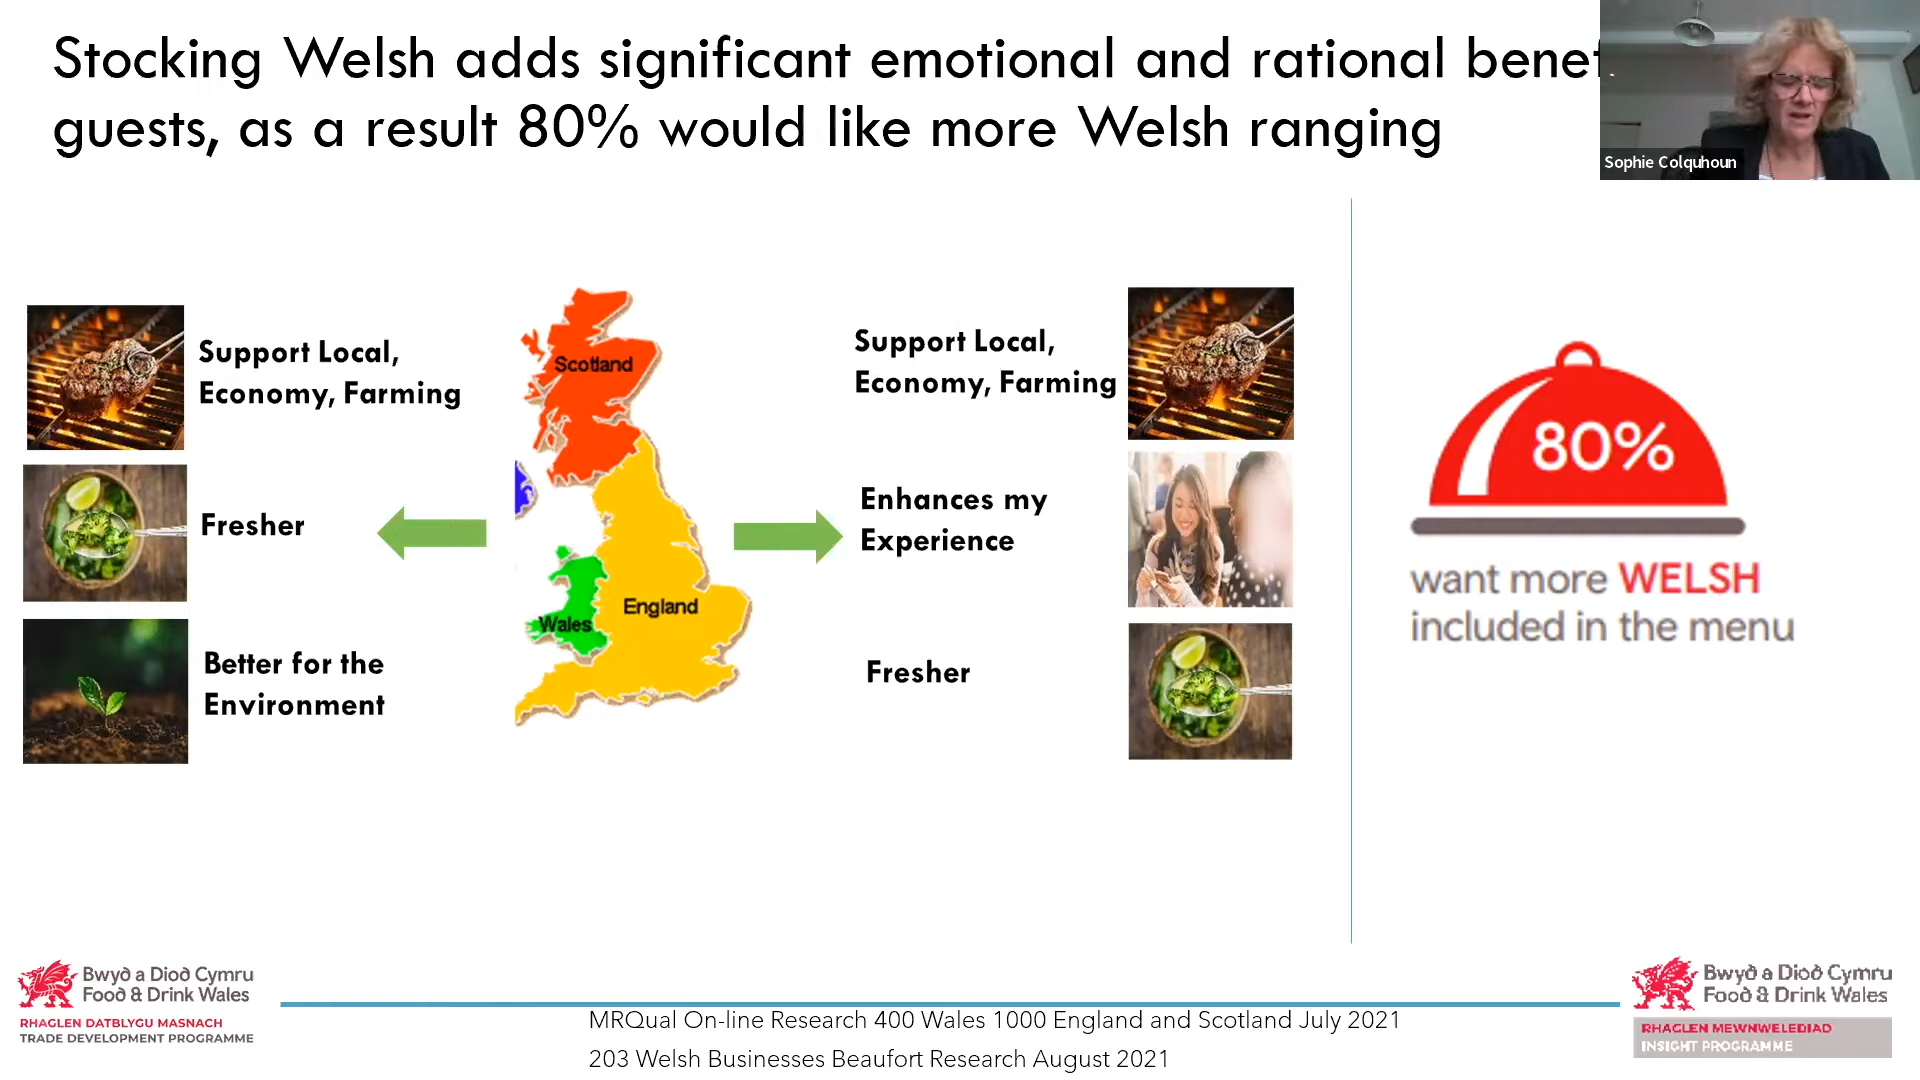 Stocking Welsh adds significant emotional and rational
guests, as a result 80% would like more Welsh ranging
Sophie Colquhoun
Support Local,
Economy, Farming
Fresher
Better for the
Environment
Scotland
England
Wales
Support Local,
Economy, Farming
Enhances my
Experience
Fresher
80%
want more WELSH
included in the menu
Bwyd a Diod Cymru
Food & Drink Wales
RHAGLEN DATBLYGU MASNACH
TRADE DEVELOPMENT PROGRAMME
MRQual On-line Research 400 Wales 1000 England and Scotland July 2021
203 Welsh Businesses Beaufort Research August 2021
Bwyd a Diod Cymru
Food & Drink Wales
RHAGLEN MEWNWELEDIAD
INSIGHT PROGRAMME